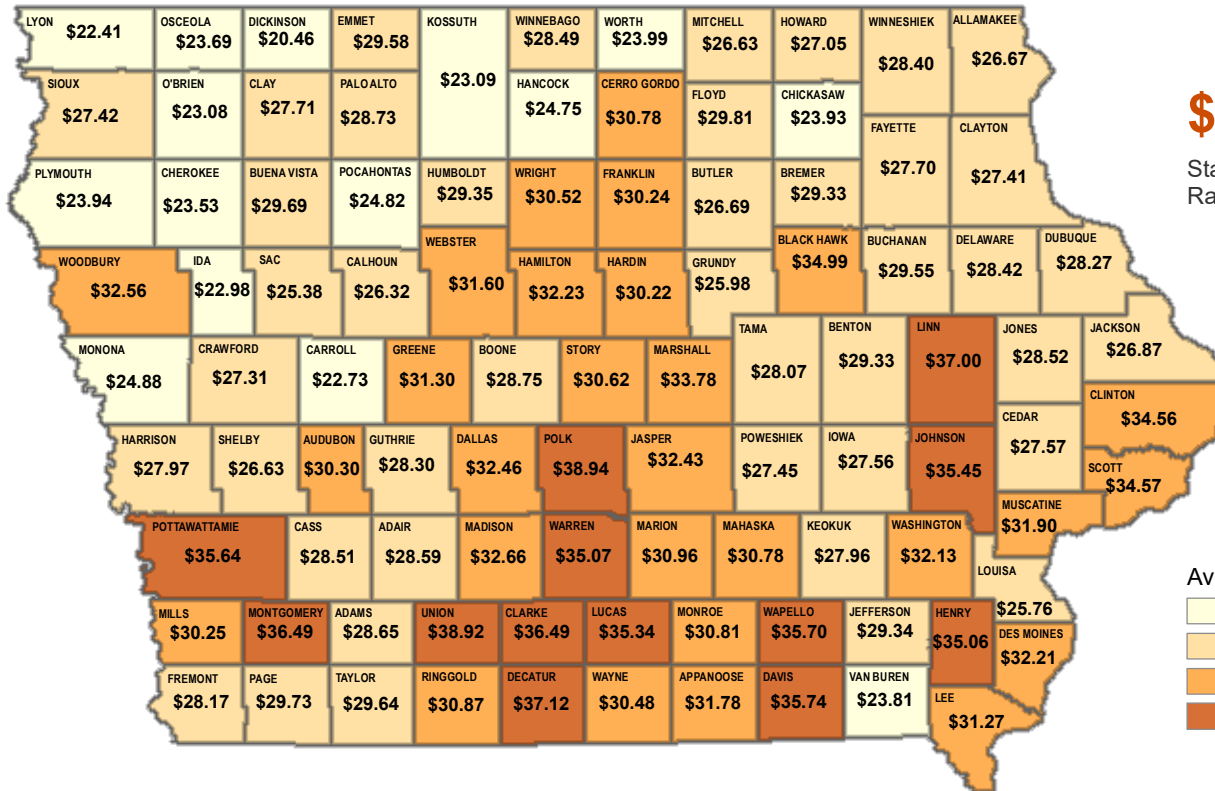 LYON $22.41
OSCEOLA $23.69
DICKINSON $20.46
EMMET $29.58
KOSSUTH $23.09
WINNEBAGO $28.49
WORTH $23.99
MITCHELL $26.63
HOWARD $27.05
WINNESHIEK $28.40
ALLAMAKEE $26.67
SIOUX $27.42
O'BRIEN $23.08
CLAY $27.71
PALO ALTO $28.73
HANCOCK $24.75
CERRO GORDO $30.78
FLOYD $29.81
CHICKASAW $23.93
FAYETTE $27.70
CLAYTON $27.41
$
Sta
Ra
PLYMOUTH $23.94
CHEROKEE $23.53
BUENA VISTA $29.69
POCAHONTAS $24.82
HUMBOLDT $29.35
WRIGHT $30.52
FRANKLIN $30.24
BUTLER $26.69
BREMER $29.33
WOODBURY $32.56
IDA $22.98
SAC $25.38
CALHOUN $26.32
WEBSTER $31.60
HAMILTON $32.23
HARDIN $30.22
GRUNDY $25.98
BLACK HAWK $34.99
BUCHANAN $29.55
DELAWARE $28.42
DUBUQUE $28.27
MONONA $24.88
CRAWFORD $27.31
CARROLL $22.73
GREENE $31.30
BOONE $28.75
STORY $30.62
MARSHALL $33.78
TAMA $28.07
BENTON $29.33
LINN $37.00
JONES $28.52
JACKSON $26.87
CLINTON $34.56
HARRISON $27.97
SHELBY $26.63
AUDUBON $30.30
GUTHRIE $28.30
DALLAS $32.46
POLK $38.94
JASPER $32.43
POWESHIEK $27.45
IOWA $27.56
JOHNSON $35.45
CEDAR $27.57
SCOTT $34.57
MUSCATINE $31.90
POTTAWATTAMIE $35.64
CASS $28.51
ADAIR $28.59
MADISON $32.66
WARREN $35.07
MARION $30.96
MAHASKA $30.78
KEOKUK $27.96
WASHINGTON $32.13
LOUISA $25.76
Av
MILLS $30.25
MONTGOMERY $36.49
ADAMS $28.65
UNION $38.92
CLARKE $36.49
LUCAS $35.34
MONROE $30.81
WAPELLO $35.70
JEFFERSON $29.34
HENRY $35.06
DES MOINES $32.21
FREMONT $28.17
PAGE $29.73
TAYLOR $29.64
RINGGOLD $30.87
DECATUR $37.12
WAYNE $30.48
APPANOOSE $31.78
DAVIS $35.74
VAN BUREN $23.81
LEE $31.27